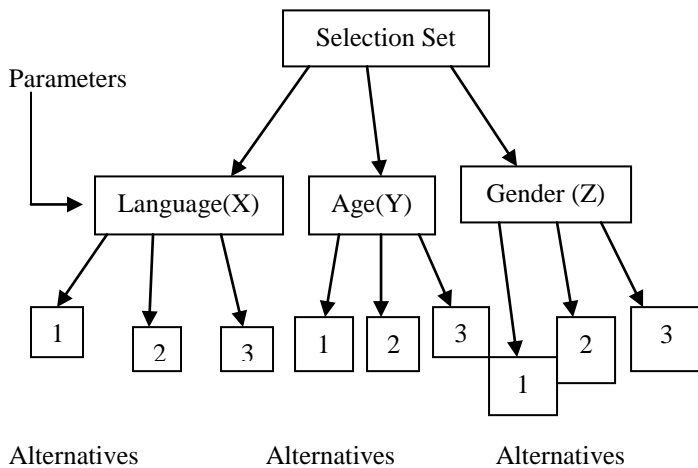 Selection Set
Parameters
Language(X)
Age(Y)
Gender (Z)
1
2
3
1
2
3
1
2
3
Alternatives
Alternatives
Alternatives